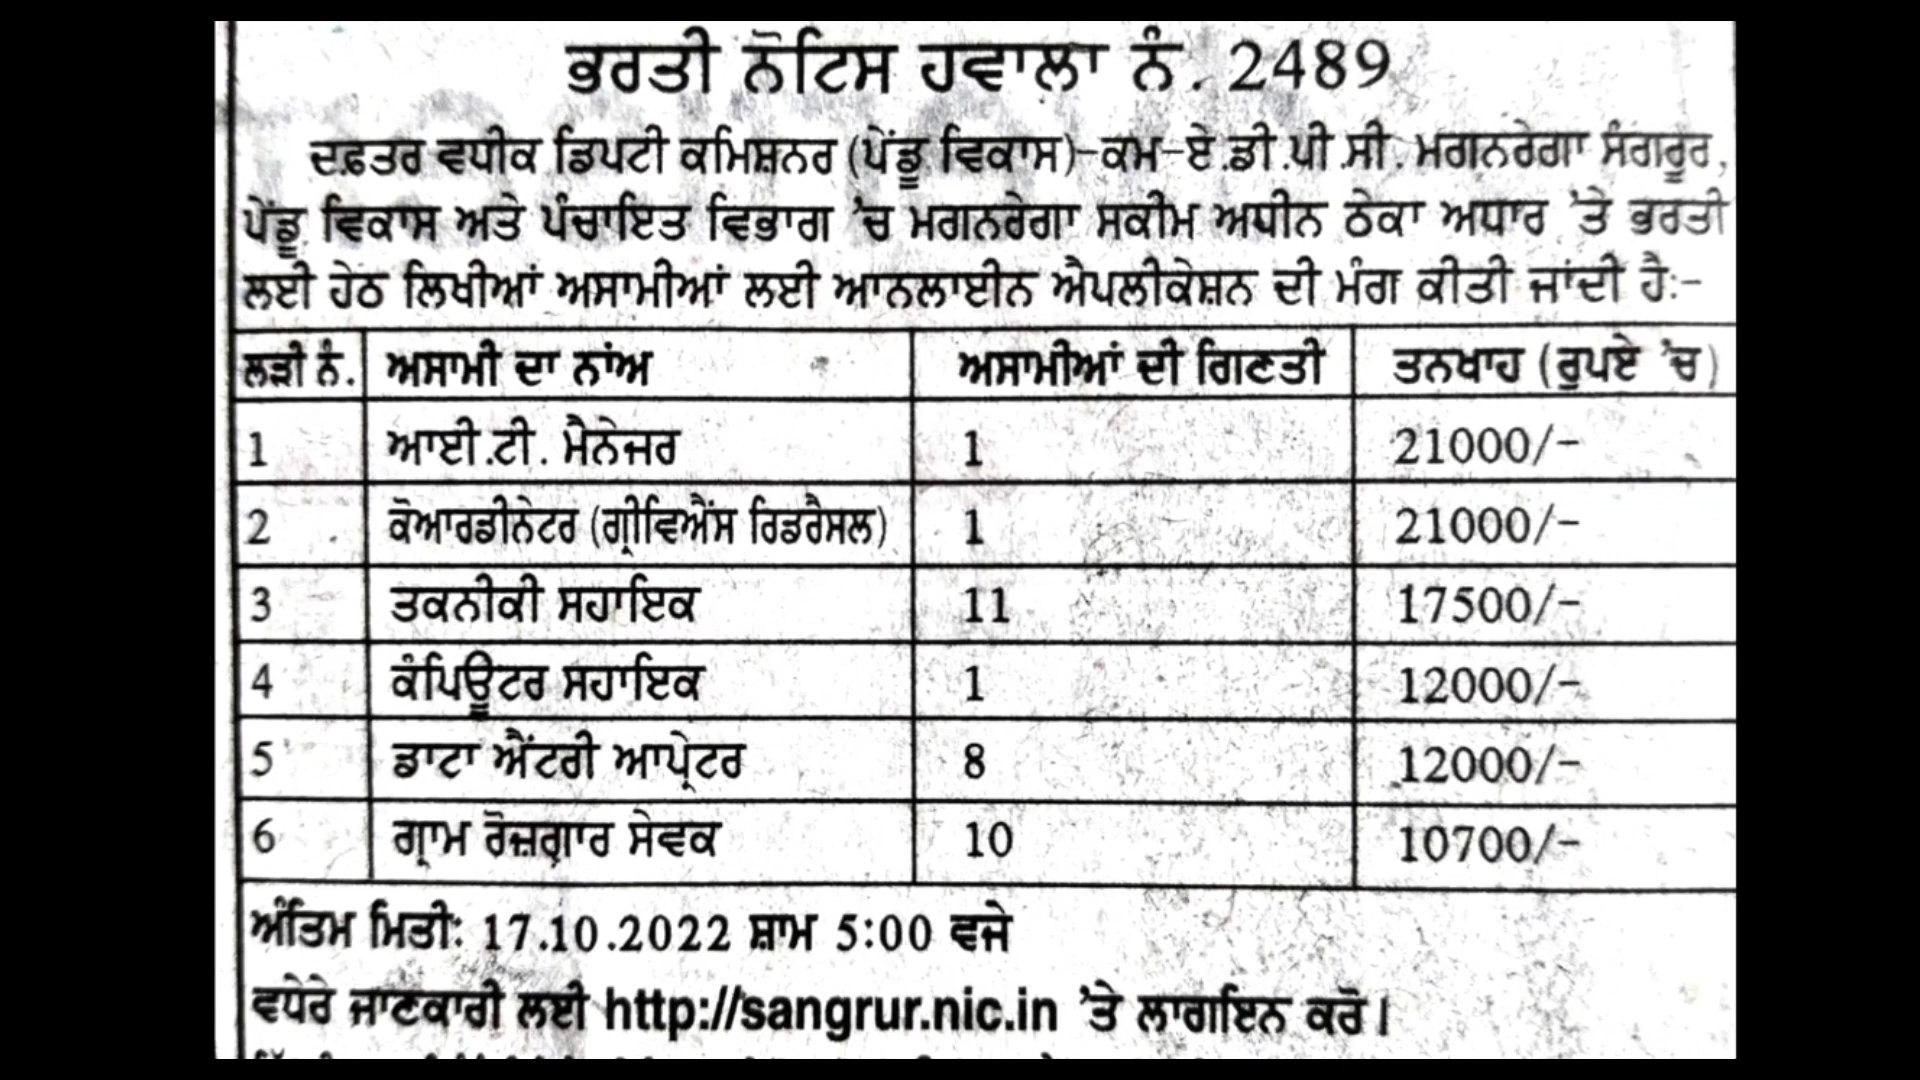 ਭਰਤੀ ਨੋਟਿਸ ਹਵਾਲਾ ਨੰ. 2489
ਦਫ਼ਤਰ ਵਧੀਕ ਡਿਪਟੀ ਕਮਿਸ਼ਨਰ (ਪੇਂਡੂ ਵਿਕਾਸ)-ਕਮ-ਏ.ਡੀ.ਪੀ.ਸੀ. ਮਗਨਰੇਗਾ ਸੰਗਰੂਰ,
ਪੇਂਡੂ ਵਿਕਾਸ ਅਤੇ ਪੰਚਾਇਤ ਵਿਭਾਗ 'ਚ ਮਗਨਰੇਗਾ ਸਕੀਮ ਅਧੀਨ ਠੇਕਾ ਅਧਾਰ 'ਤੇ ਭਰਤੀ
ਲਈ ਹੇਠ ਲਿਖੀਆਂ ਅਸਾਮੀਆਂ ਲਈ ਆਨਲਾਈਨ ਐਪਲੀਕੇਸ਼ਨ ਦੀ ਮੰਗ ਕੀਤੀ ਜਾਂਦੀ ਹੈ:-
ਲੜੀ ਨੰ. ਅਸਾਮੀ ਦਾ ਨਾਂਅ ਅਸਾਮੀਆਂ ਦੀ ਗਿਣਤੀ ਤਨਖਾਹ (ਰੁਪਏ 'ਚ)
1 ਆਈ.ਟੀ. ਮੈਨੇਜਰ 1 21000/-
2 ਕੋਆਰਡੀਨੇਟਰ (ਗ੍ਰੀਵਿਐਂਸ ਰਿਡਰੈਸਲ) 1 21000/-
3 ਤਕਨੀਕੀ ਸਹਾਇਕ 11 17500/-
4 ਕੰਪਿਊਟਰ ਸਹਾਇਕ 1 12000/-
5 ਡਾਟਾ ਐਂਟਰੀ ਆਪ੍ਰੇਟਰ 8 12000/-
6 ਗ੍ਰਾਮ ਰੋਜ਼ਗਾਰ ਸੇਵਕ 10 10700/-
ਅੰਤਿਮ ਮਿਤੀ: 17.10.2022 ਸ਼ਾਮ 5:00 ਵਜੇ
ਵਧੇਰੇ ਜਾਣਕਾਰੀ ਲਈ http://sangrur.nic.in 'ਤੇ ਲਾਗਇਨ ਕਰੋ।